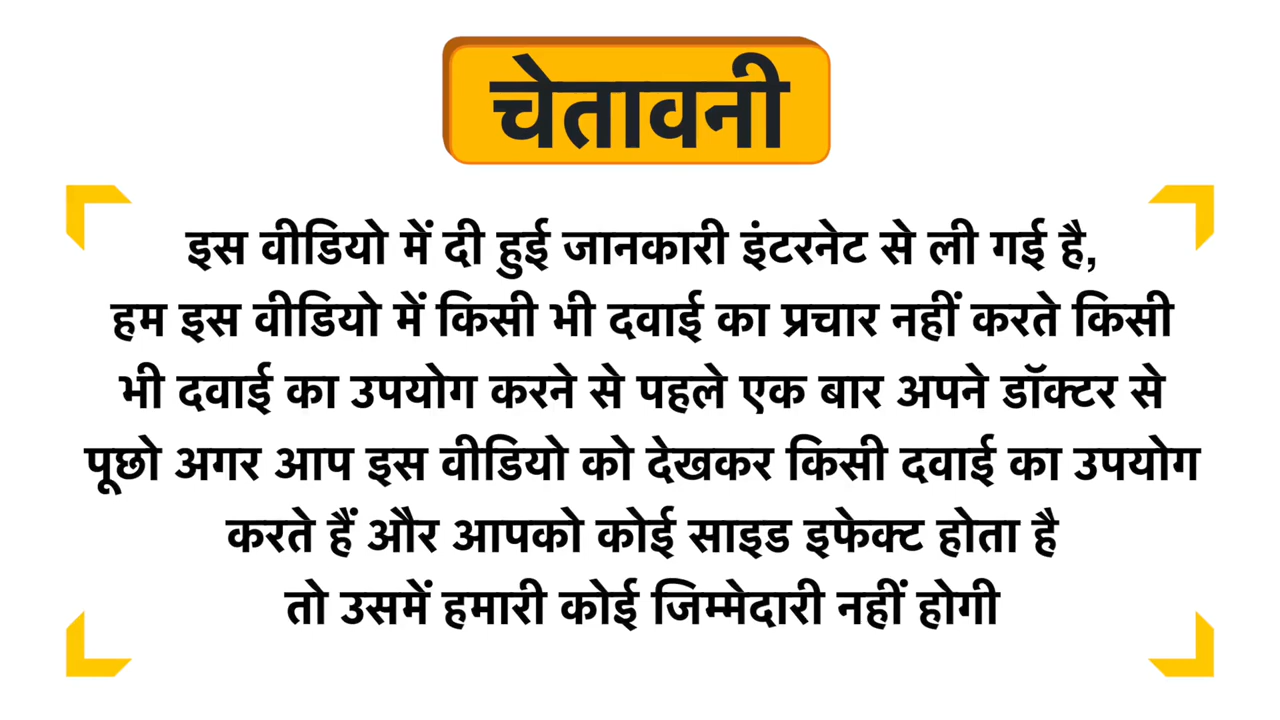 चेतावनी
इस वीडियो में दी हुई जानकारी इंटरनेट से ली गई है,
हम इस वीडियो में किसी भी दवाई का प्रचार नहीं करते किसी
भी दवाई का उपयोग करने से पहले एक बार अपने डॉक्टर से
पूछो अगर आप इस वीडियो को देखकर किसी दवाई का उपयोग
करते हैं और आपको कोई साइड इफेक्ट होता है
तो उसमें हमारी कोई जिम्मेदारी नहीं होगी